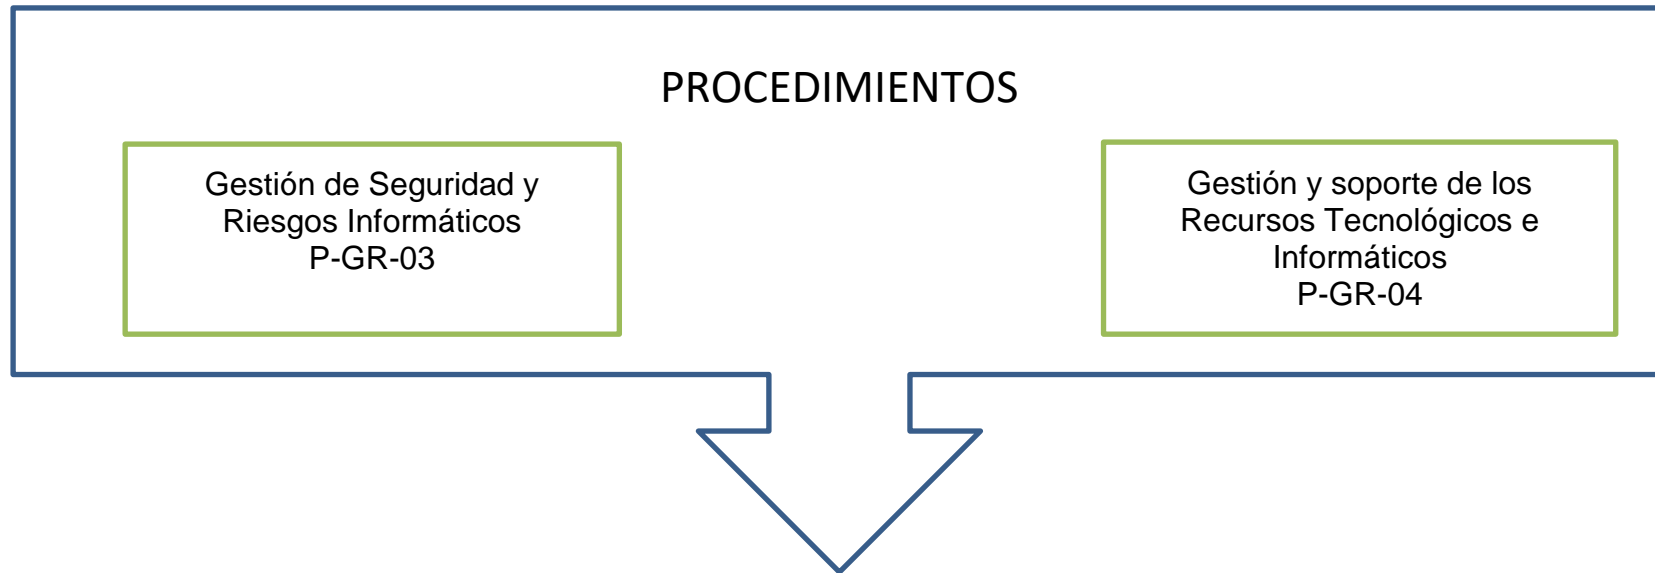 PROCEDIMIENTOS
Gestión de Seguridad y
Riesgos Informáticos
P-GR-03
Gestión y soporte de los
Recursos Tecnológicos e
Informáticos
P-GR-04